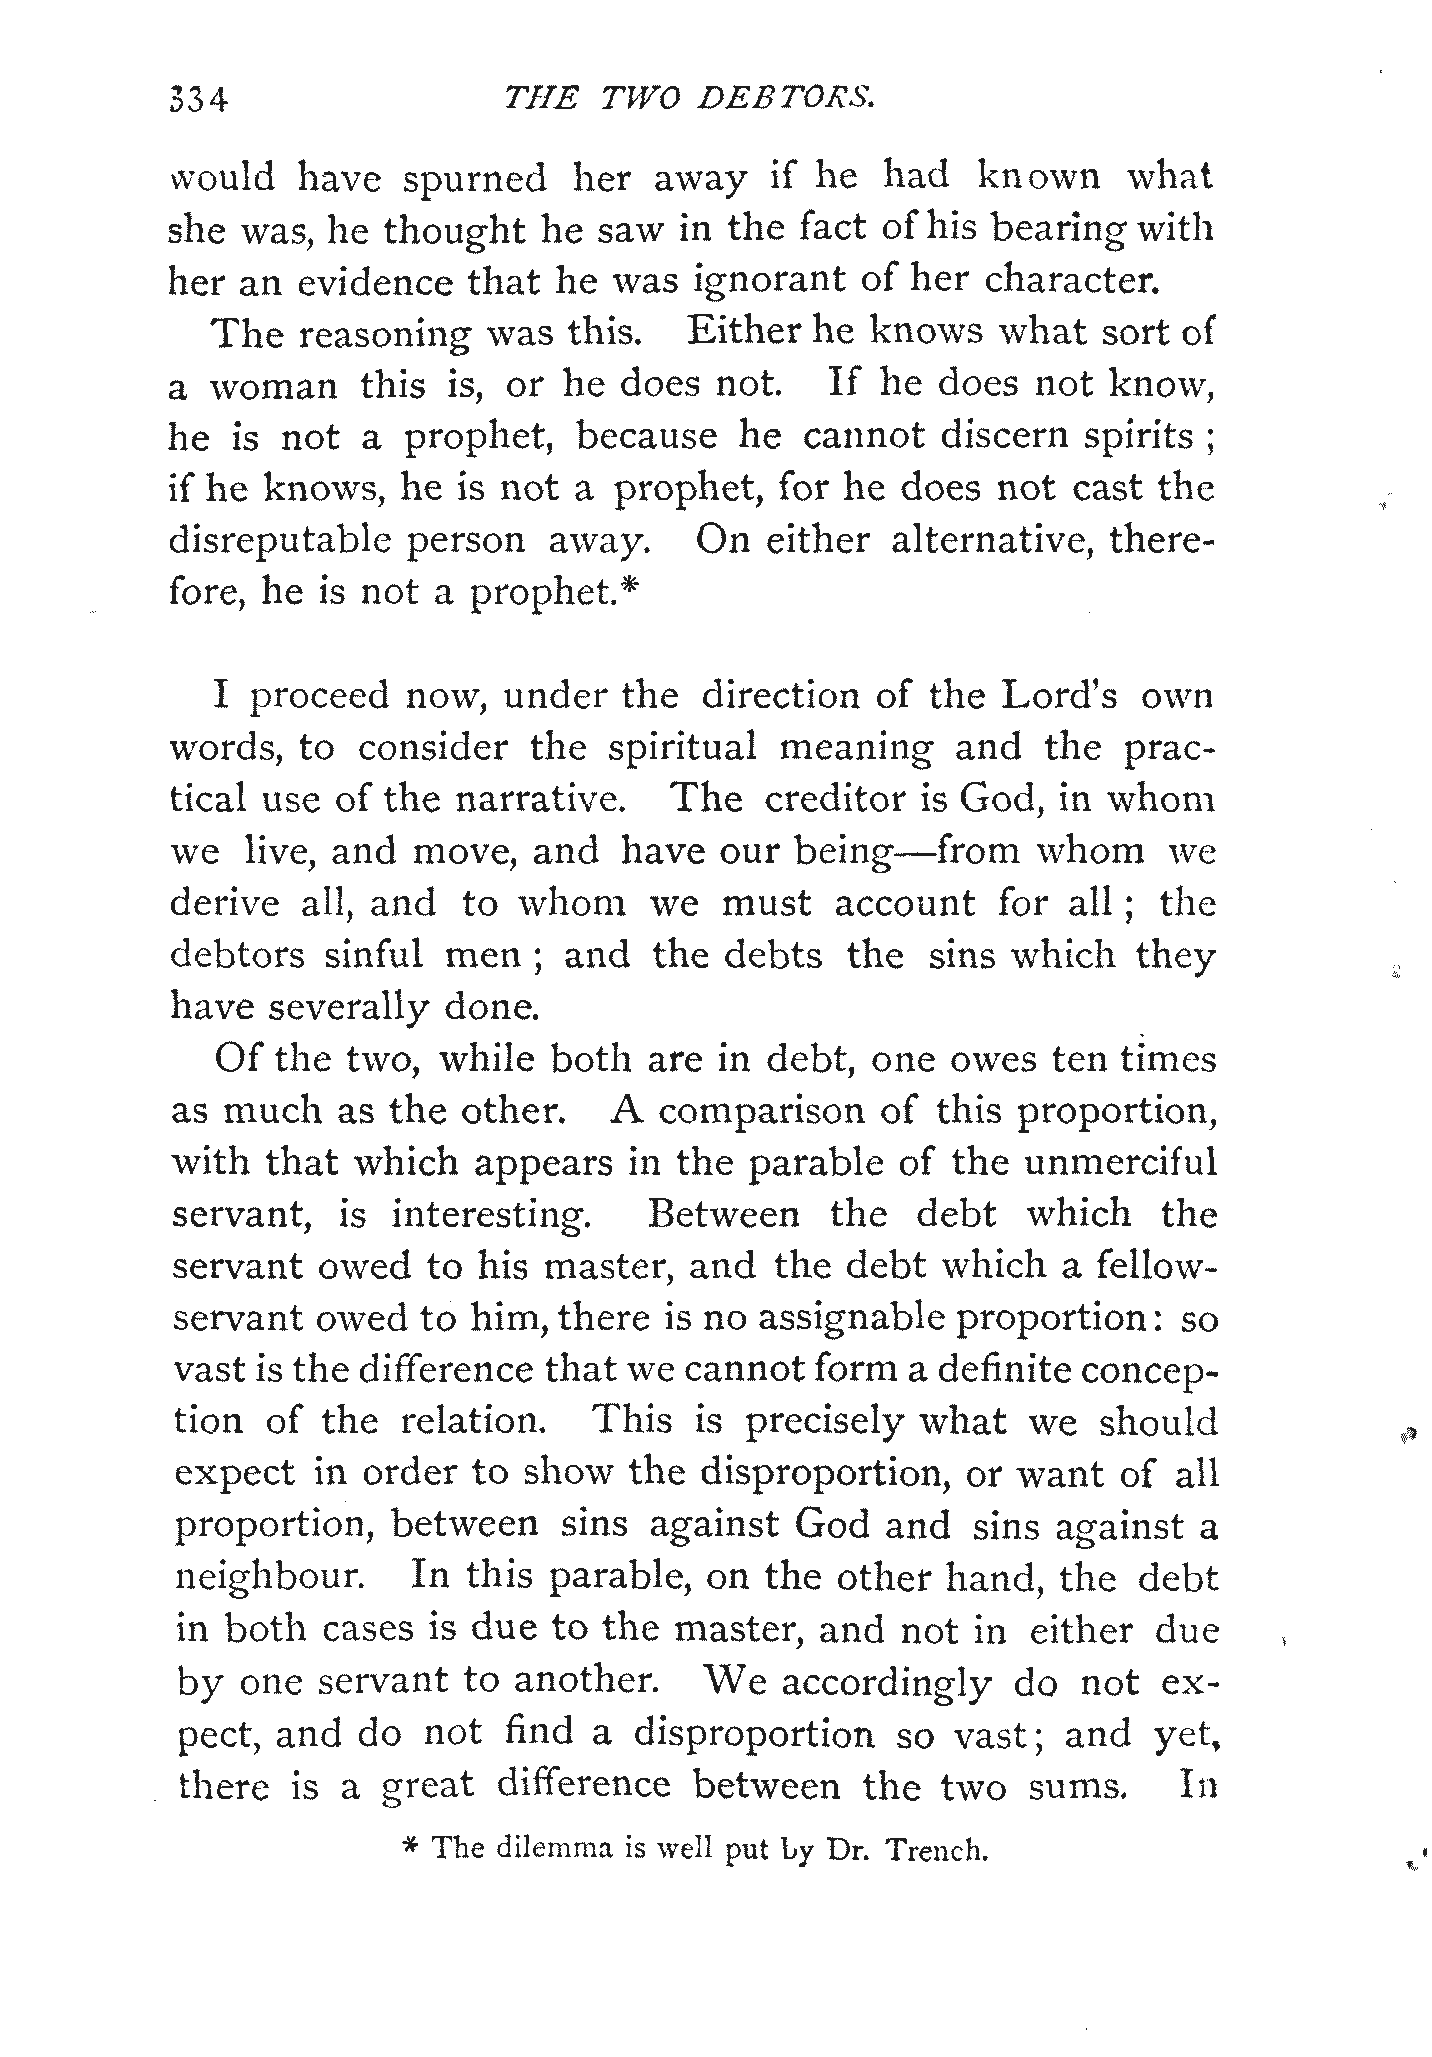 334 THE TWO DEBTORS.
would have spurned her away if he had known what
she was, he thought he saw in the fact of his bearing with
her an evidence that he was ignorant of her character.
The reasoning was this. Either he knows what sort of
a woman this is, or he does not. If he does not know,
he is not a prophet, because he cannot discern spirits ;
if he knows, he is not a prophet, for he does not cast the
disreputable person away. On either alternative, there-
fore, he is not a prophet.*
I proceed now, under the direction of the Lord's own
words, to consider the spiritual meaning and the prac-
tical use of the narrative. The creditor is God, in whom
we live, and move, and have our being—from whom we
derive all, and to whom we must account for all ; the
debtors sinful men ; and the debts the sins which they
have severally done.
Of the two, while both are in debt, one owes ten times
as much as the other. A comparison of this proportion,
with that which appears in the parable of the unmerciful
servant, is interesting. Between the debt which the
servant owed to his master, and the debt which a fellow-
servant owed to him, there is no assignable proportion: so
vast is the difference that we cannot form a definite concep-
tion of the relation. This is precisely what we should
expect in order to show the disproportion, or want of all
proportion, between sins against God and sins against a
neighbour. In this parable, on the other hand, the debt
in both cases is due to the master, and not in either due
by one servant to another. We accordingly do not ex-
pect, and do not find a disproportion so vast; and yet,
there is a great difference between the two sums. In
* The dilemma is well put by Dr. Trench.